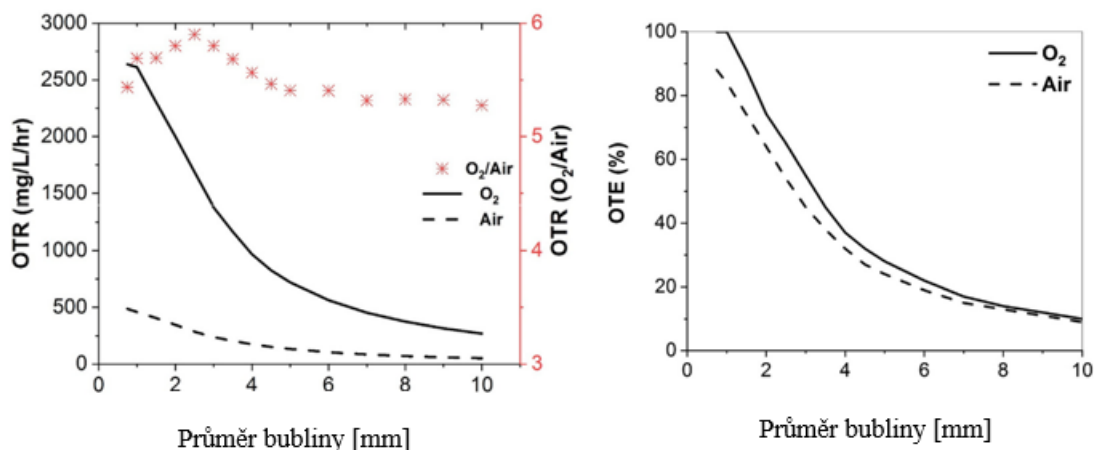 3000
2500
2000
1500
1000
500
0
OTR (mg/L/hr)
0 2 4 6 8 10
Průměr bubliny [mm]
6
5
4
3
OTR (O₂/Air)
O₂/Air
O₂
Air
100
80
60
40
20
0
OTE (%)
O₂
Air
0 2 4 6 8 10
Průměr bubliny [mm]